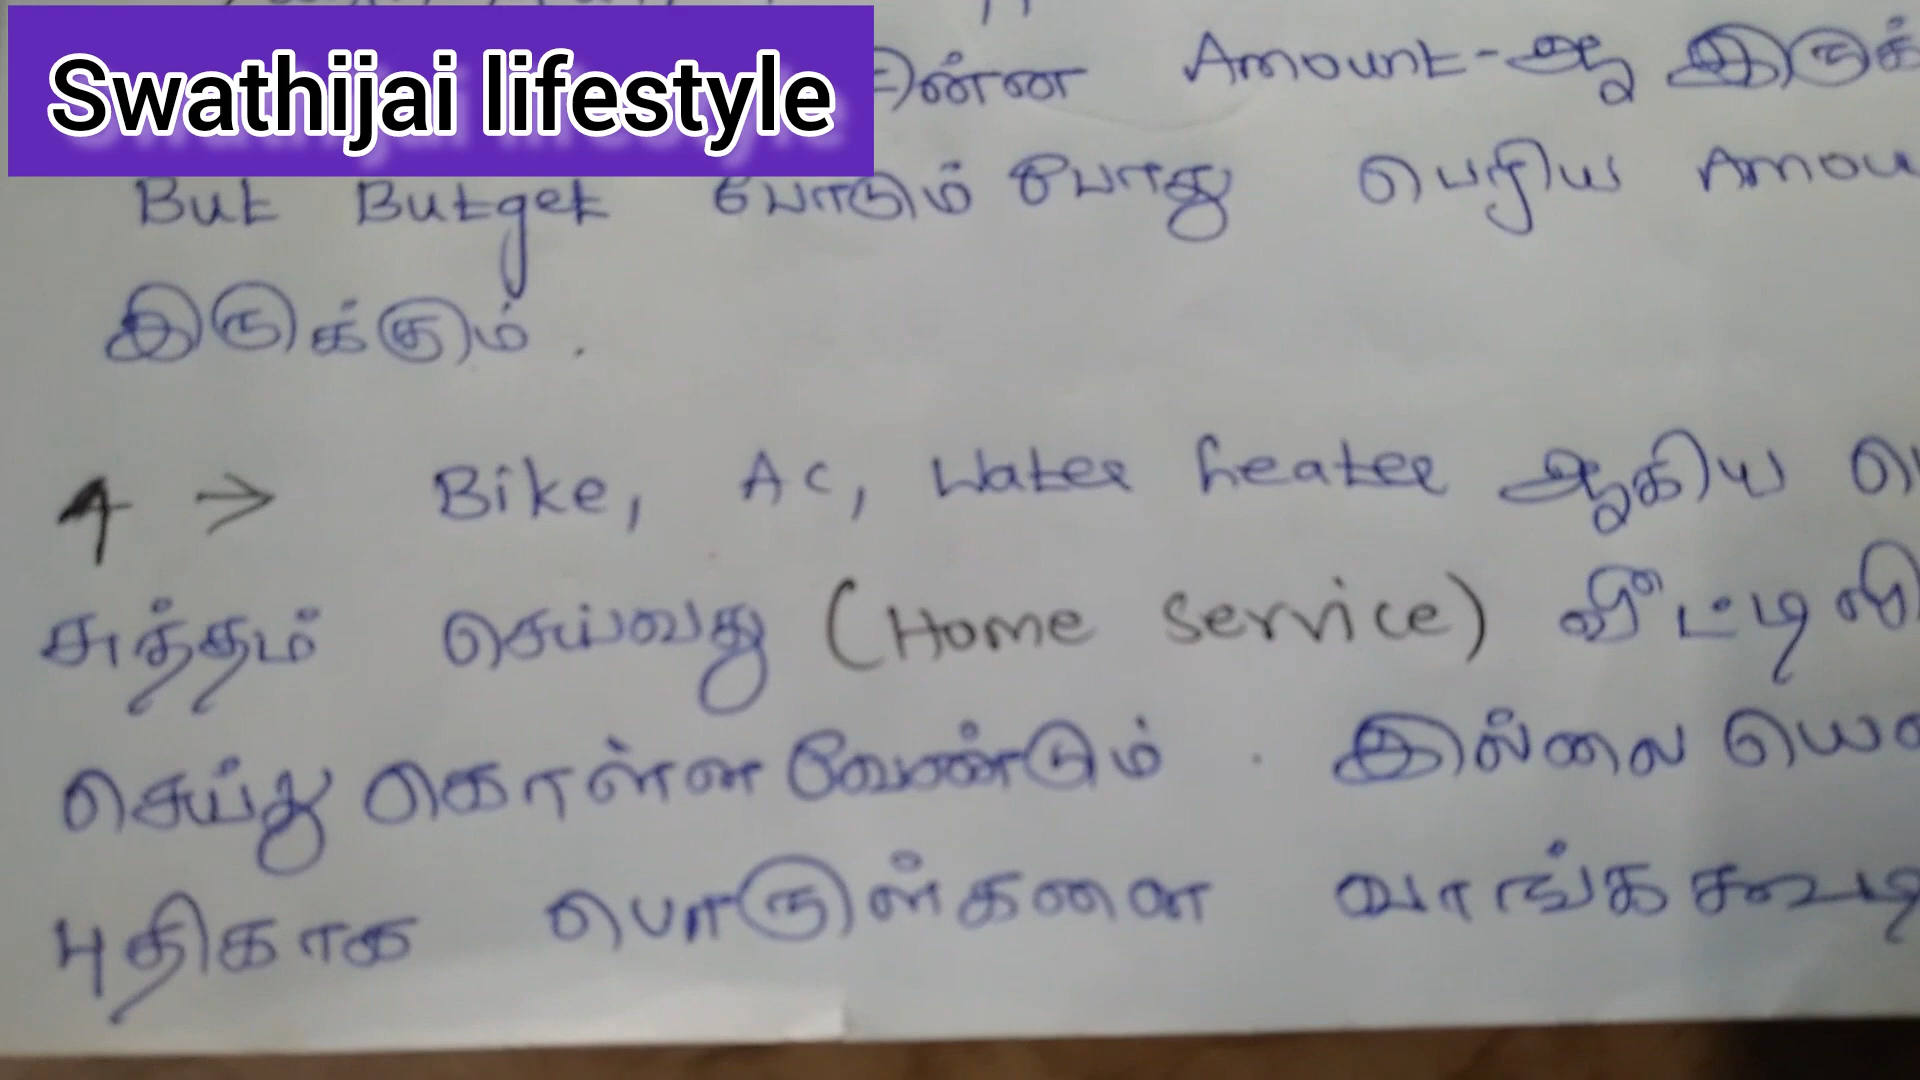 Swathijai lifestyle
ன்ன Amount-ஆ இருக்
But Butget போடும் போது பெரிய Amou
இருக்கும்.
4 → Bike, AC, Water heater ஆகிய
சுத்தம் செய்வது (Home Service) வீட்டிலி
செய்து கொள்ள வேண்டும். இல்லையெ
புதிகாக பொருள்களை வாங்ககூடி